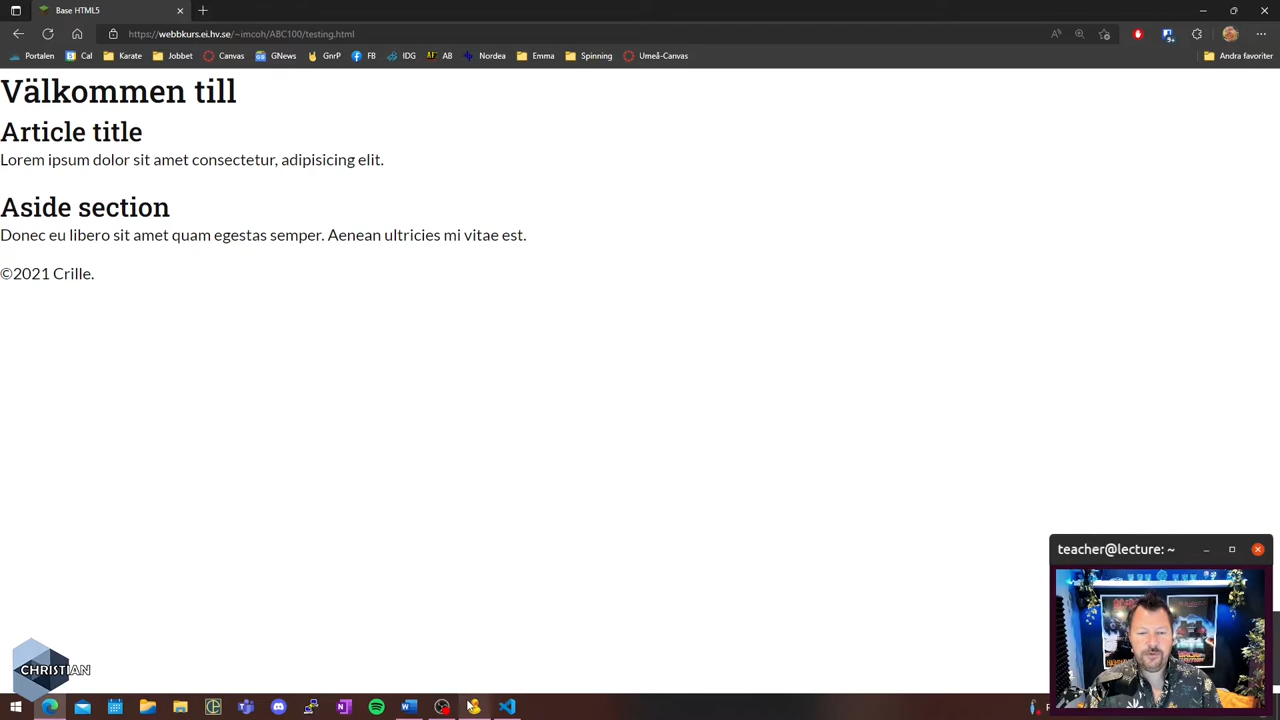 Base HTML5
https://webbkurs.ei.hv.se/~imcoh/ABC100/testing.html
Portalen
Cal
Karate
Jobbet
Canvas
GNews
GnrP
FB
IDG
AB
Nordea
Emma
Spinning
Umeå-Canvas
Andra favoriter
Välkommen till
Article title
Lorem ipsum dolor sit amet consectetur, adipisicing elit.
Aside section
Donec eu libero sit amet quam egestas semper. Aenean ultricies mi vitae est.
©2021 Crille.
teacher@lecture: ~
CHRISTIAN